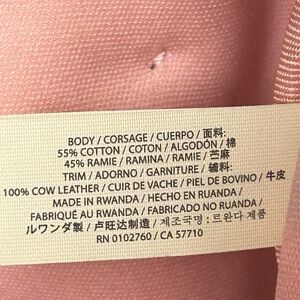 BODY / CORSAGE / CUERPO / 面料:
55% COTTON / COTON / ALGODÓN / 棉
45% RAMIE / RAMINA / RAMIE / 苎麻
TRIM / ADORNO / GARNITURE / 辅料:
100% COW LEATHER / CUIR DE VACHE / PIEL DE BOVINO / 牛皮
MADE IN RWANDA / HECHO EN RUANDA /
FABRIQUÉ AU RWANDA / FABRICADO NO RUANDA /
ルワンダ製 / 卢旺达制造 / 제조국명 : 르완다 제품
RN 0102760 / CA 57710